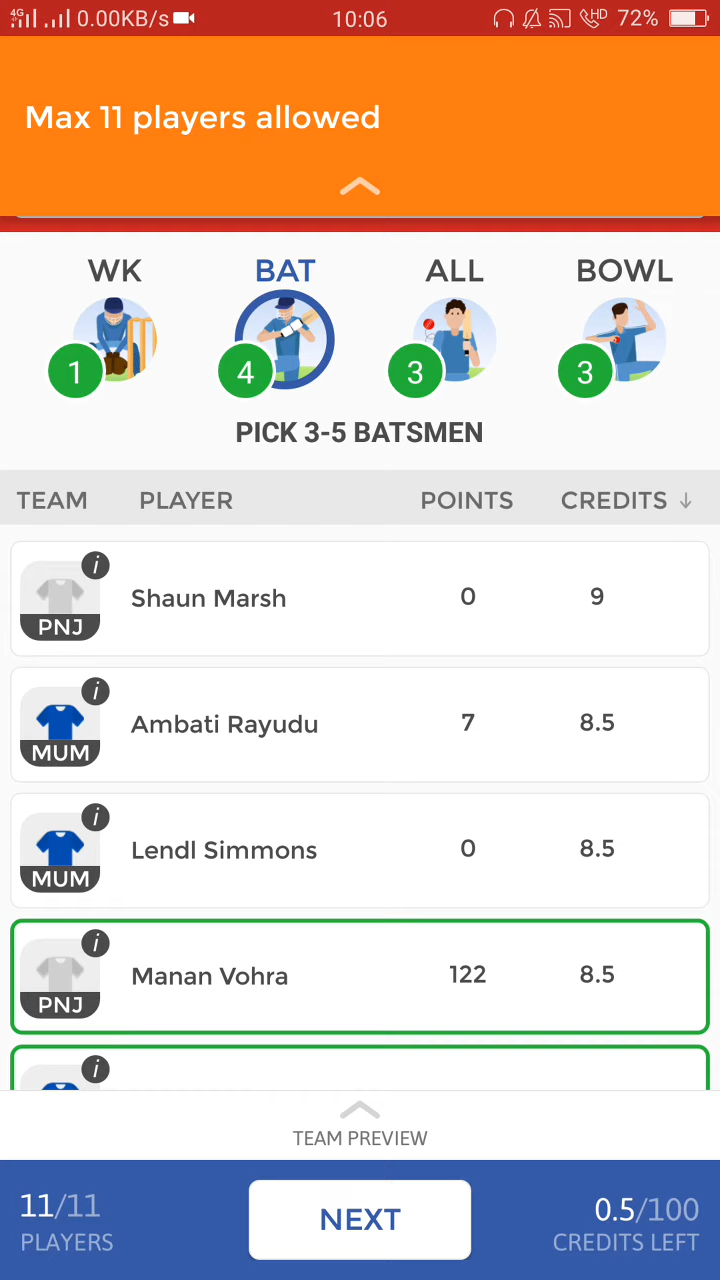 4G 0.00KB/s 10:06 HD 72%
Max 11 players allowed
WK BAT ALL BOWL
1 4 3 3
PICK 3-5 BATSMEN
TEAM PLAYER POINTS CREDITS ↓
i
Shaun Marsh 0 9
PNJ
i
Ambati Rayudu 7 8.5
MUM
i
Lendl Simmons 0 8.5
MUM
i
Manan Vohra 122 8.5
PNJ
i
TEAM PREVIEW
11/11 NEXT 0.5/100
PLAYERS CREDITS LEFT